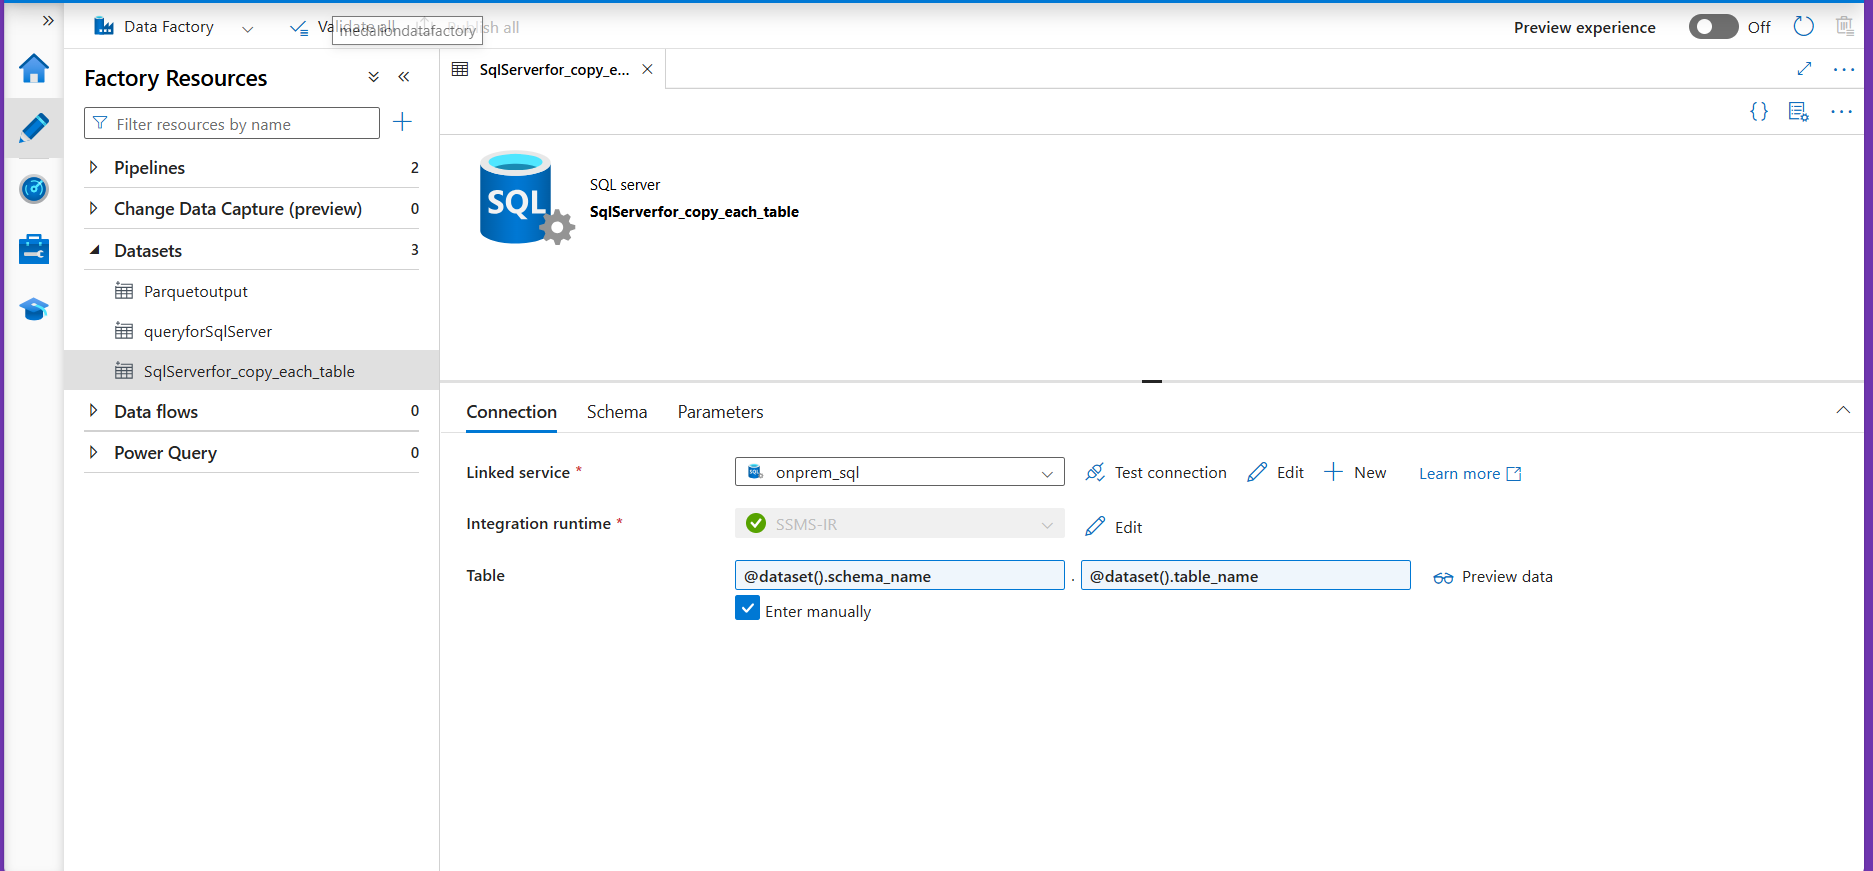 Data Factory
Validate all
Publish all
medaliondatafactory
Preview experience
Off
Factory Resources
Filter resources by name
Pipelines 2
Change Data Capture (preview) 0
Datasets 3
Parquetoutput
queryforSqlServer
SqlServerfor_copy_each_table
Data flows 0
Power Query 0
SqlServerfor_copy_e...
{}
SQL
SQL server
SqlServerfor_copy_each_table
Connection Schema Parameters
Linked service * SQL onprem_sql Test connection Edit New Learn more
Integration runtime * SSMS-IR Edit
Table @dataset().schema_name . @dataset().table_name Preview data
Enter manually